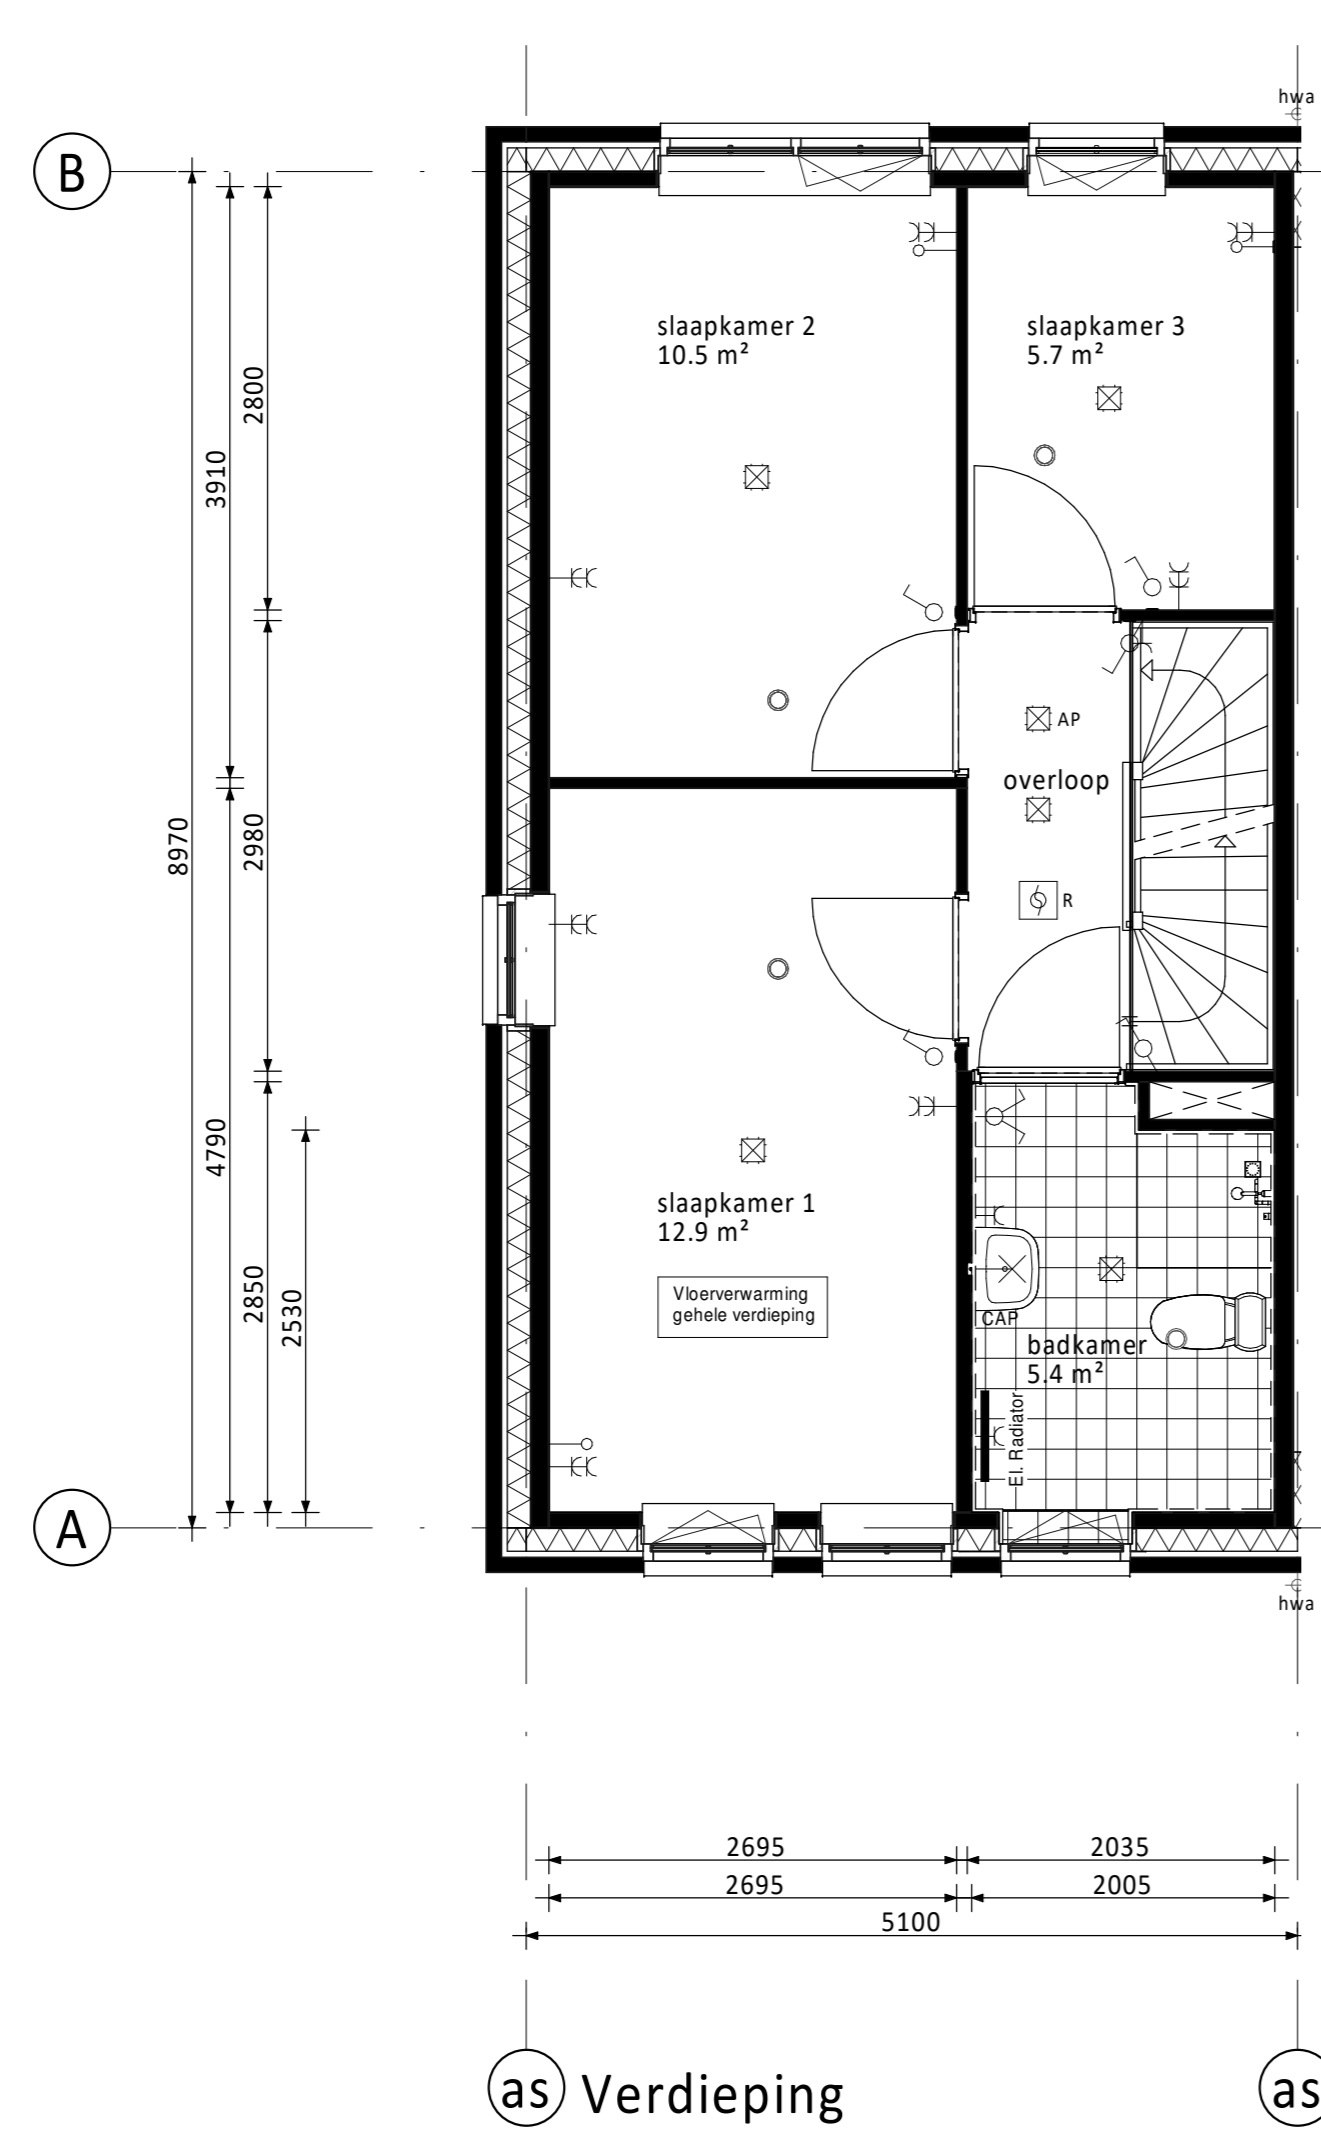 hwa
B
slaapkamer 2
10.5 m²
slaapkamer 3
5.7 m²
2800
3910
AP
overloop
8970
2980
R
4790
slaapkamer 1
12.9 m²
2850
2530
Vloerverwarming
gehele verdieping
CAP
badkamer
5.4 m²
El. Radiator
A
hwa
2695
2035
2695
2005
5100
as
Verdieping
as